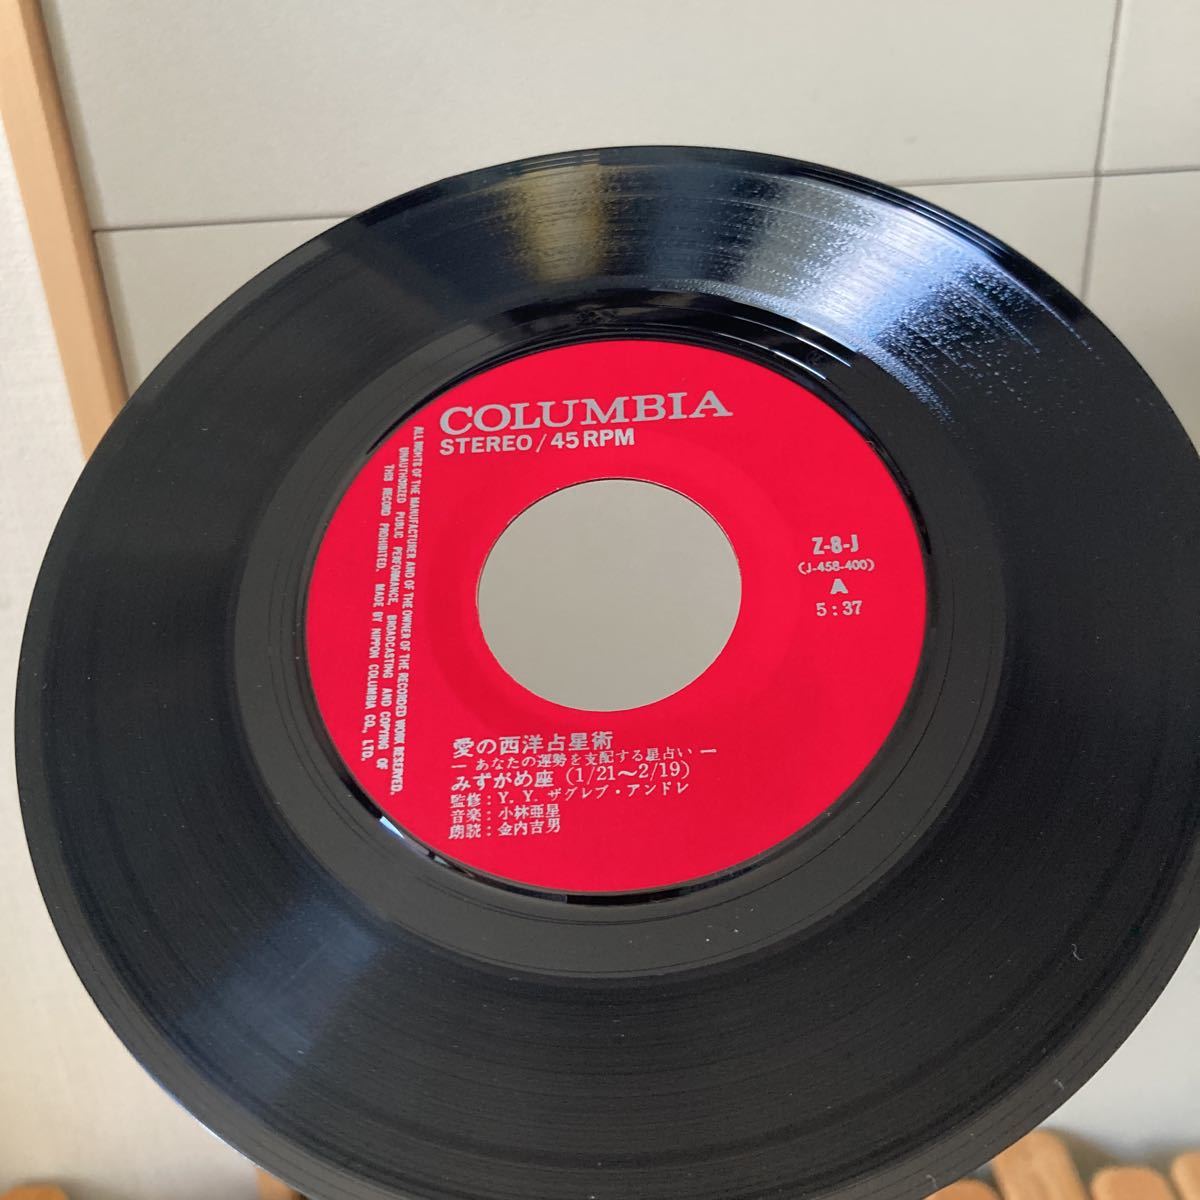 COLUMBIA
STEREO/45RPM
Z-8-J
(J-458-400)
A
5:37
愛の西洋占星術
― あなたの運勢を支配する星占い ―
みずがめ座 (1/21〜2/19)
監修:Y. Y. ザグレブ・アンドレ
音楽:小林亜星
朗読:金内吉男
ALL RIGHTS OF THE MANUFACTURER AND OF THE OWNER OF THE RECORDED WORK RESERVED.
UNAUTHORIZED PUBLIC PERFORMANCE, BROADCASTING AND COPYING OF
THIS RECORD PROHIBITED. MADE BY NIPPON COLUMBIA CO., LTD.